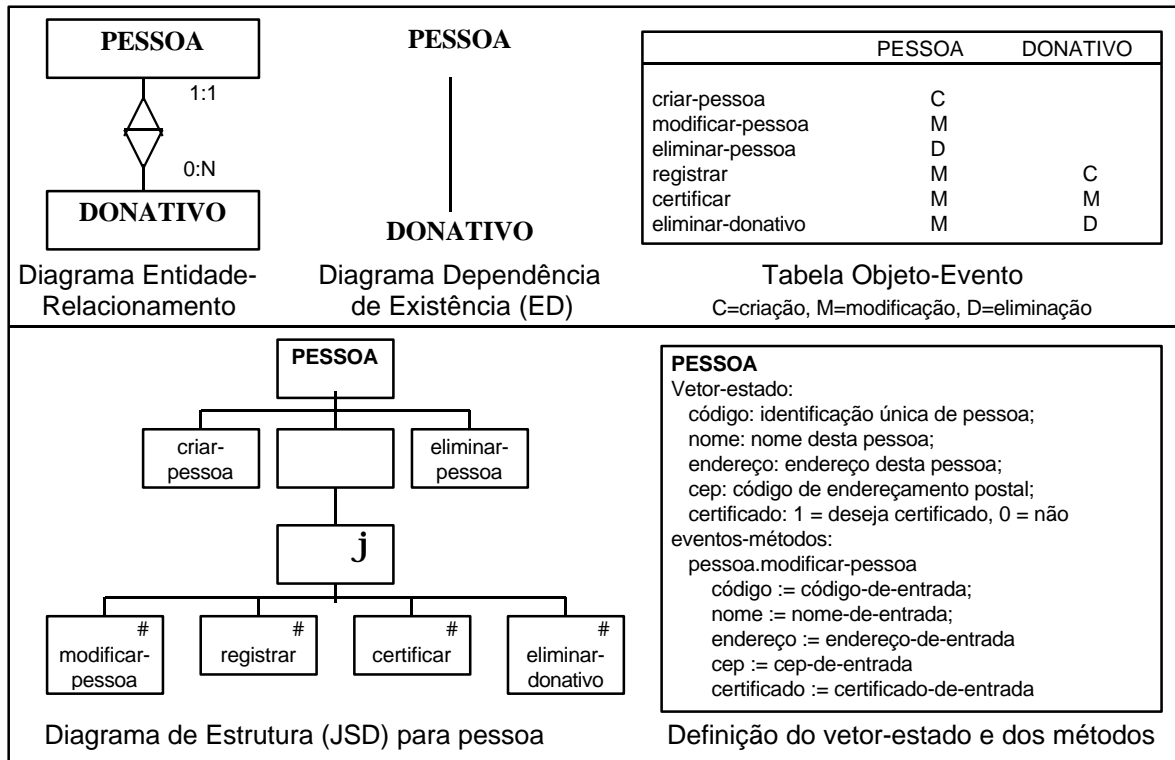 PESSOA
1:1
0:N
DONATIVO
Diagrama Entidade-
Relacionamento
PESSOA
DONATIVO
Diagrama Dependência
de Existência (ED)
PESSOA DONATIVO
criar-pessoa C
modificar-pessoa M
eliminar-pessoa D
registrar M C
certificar M M
eliminar-donativo M D
Tabela Objeto-Evento
C=criação, M=modificação, D=eliminação
PESSOA
criar-
pessoa
eliminar-
pessoa
j
#
modificar-
pessoa
#
registrar
#
certificar
#
eliminar-
donativo
Diagrama de Estrutura (JSD) para pessoa
PESSOA
Vetor-estado:
código: identificação única de pessoa;
nome: nome desta pessoa;
endereço: endereço desta pessoa;
cep: código de endereçamento postal;
certificado: 1 = deseja certificado, 0 = não
eventos-métodos:
pessoa.modificar-pessoa
código := código-de-entrada;
nome := nome-de-entrada;
endereço := endereço-de-entrada
cep := cep-de-entrada
certificado := certificado-de-entrada
Definição do vetor-estado e dos métodos